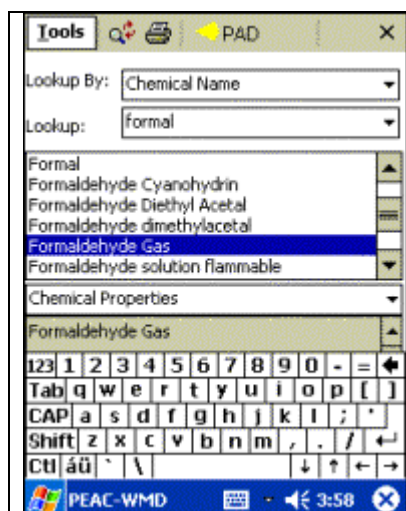 Tools PAD
Lookup By: Chemical Name
Lookup: formal
Formal
Formaldehyde Cyanohydrin
Formaldehyde Diethyl Acetal
Formaldehyde dimethylacetal
Formaldehyde Gas
Formaldehyde solution flammable
Chemical Properties
Formaldehyde Gas
123 1 2 3 4 5 6 7 8 9 0 - =
Tab q w e r t y u i o p [ ]
CAP a s d f g h j k l ; '
Shift z x c v b n m , . /
Ctl áü ` \
PEAC-WMD 3:58